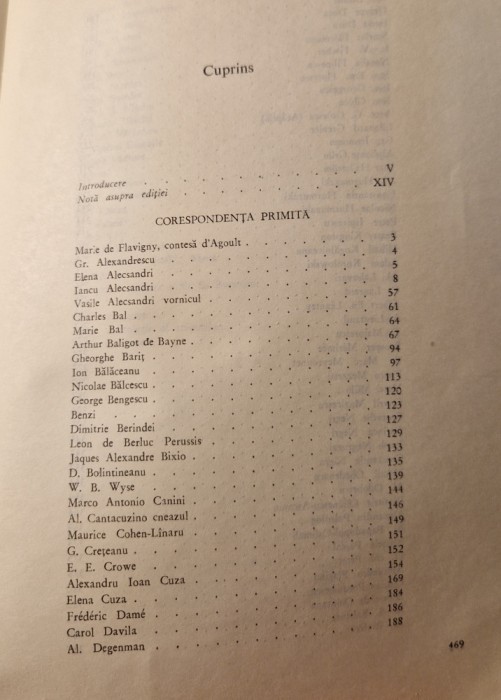 Cuprins
Introducere . . . . . . . . . . V
Notă asupra ediției . . . . . . . . . XIV
CORESPONDENȚA PRIMITĂ
Marie de Flavigny, contesă d'Agoult . . . . . . . 3
Gr. Alexandrescu . . . . . . . . . . 4
Elena Alecsandri . . . . . . . . . . 5
Iancu Alecsandri . . . . . . . . . . 8
Vasile Alecsandri vornicul . . . . . . . . 57
Charles Bal . . . . . . . . . . . 61
Marie Bal . . . . . . . . . . . 64
Arthur Baligot de Bayne . . . . . . . . . 67
Gheorghe Bariț . . . . . . . . . . 94
Ion Bălăceanu . . . . . . . . . . 97
Nicolae Bălcescu . . . . . . . . . . 113
George Bengescu . . . . . . . . . . 120
Benzi . . . . . . . . . . . . 123
Dimitrie Berindei . . . . . . . . . . 127
Leon de Berluc Perussis . . . . . . . . 129
Jaques Alexandre Bixio . . . . . . . . . 133
D. Bolintineanu . . . . . . . . . . 135
W. B. Wyse . . . . . . . . . . . 139
Marco Antonio Canini . . . . . . . . . 144
Al. Cantacuzino cneazul . . . . . . . . . 146
Maurice Cohen-Linaru . . . . . . . . . 149
G. Crețeanu . . . . . . . . . . . 151
E. E. Crowe . . . . . . . . . . . 152
Alexandru Ioan Cuza . . . . . . . . . 154
Elena Cuza . . . . . . . . . . . 169
Frédéric Damé . . . . . . . . . . 184
Carol Davila . . . . . . . . . . 186
Al. Degenman . . . . . . . . . . 188
469